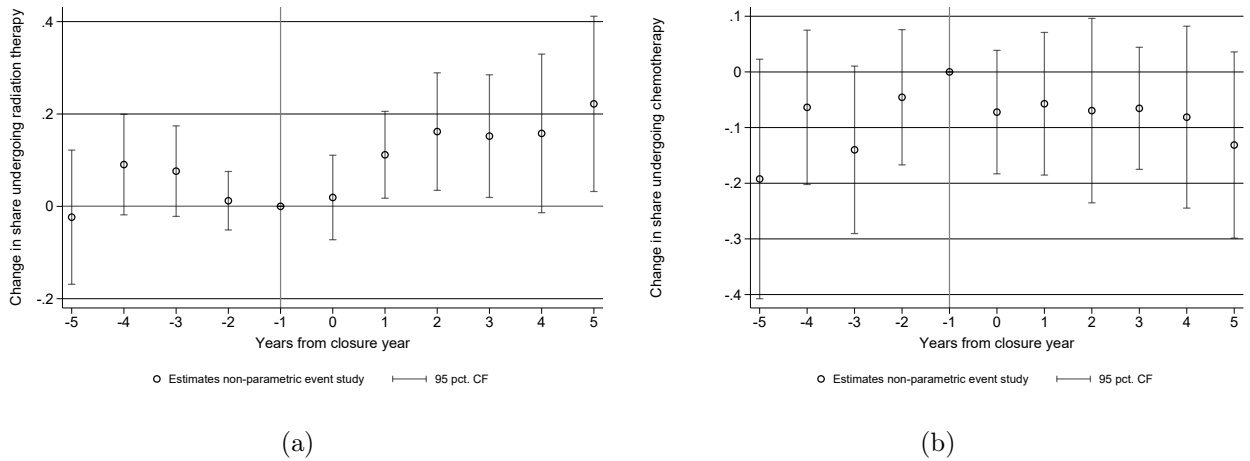 Change in share undergoing radiation therapy
.4
.2
0
-.2
-5 -4 -3 -2 -1 0 1 2 3 4 5
Years from closure year
Estimates non-parametric event study 95 pct. CF
(a)
Change in share undergoing chemotherapy
.1
0
-.1
-.2
-.3
-.4
-5 -4 -3 -2 -1 0 1 2 3 4 5
Years from closure year
Estimates non-parametric event study 95 pct. CF
(b)